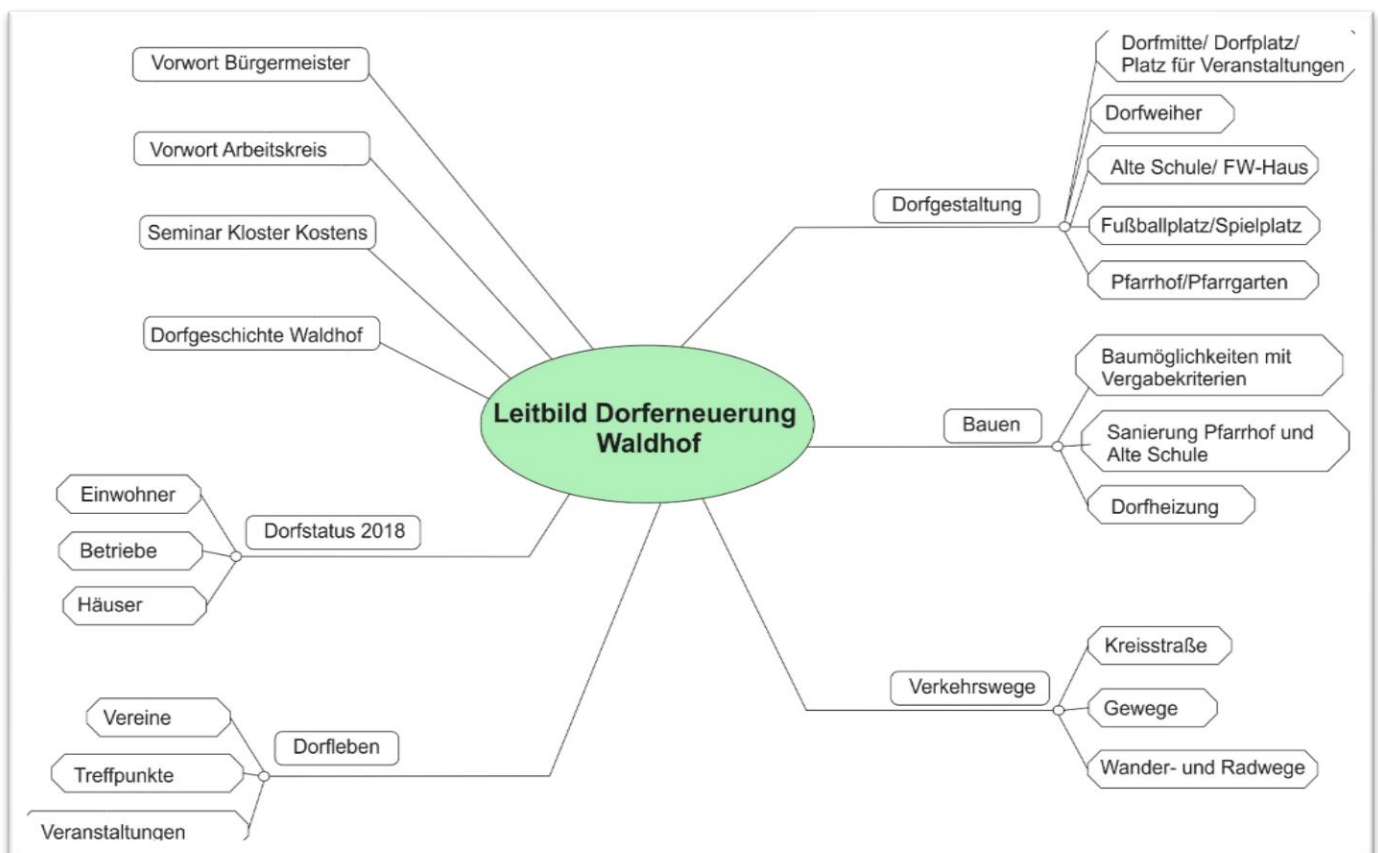 Vorwort Bürgermeister
Vorwort Arbeitskreis
Seminar Kloster Kostens
Dorfgeschichte Waldhof
Leitbild Dorferneuerung
Waldhof
Dorfstatus 2018
Einwohner
Betriebe
Häuser
Dorfleben
Vereine
Treffpunkte
Veranstaltungen
Dorfgestaltung
Dorfmitte/ Dorfplatz/
Platz für Veranstaltungen
Dorfweiher
Alte Schule/ FW-Haus
Fußballplatz/Spielplatz
Pfarrhof/Pfarrgarten
Bauen
Baumöglichkeiten mit
Vergabekriterien
Sanierung Pfarrhof und
Alte Schule
Dorfheizung
Verkehrswege
Kreisstraße
Gewege
Wander- und Radwege